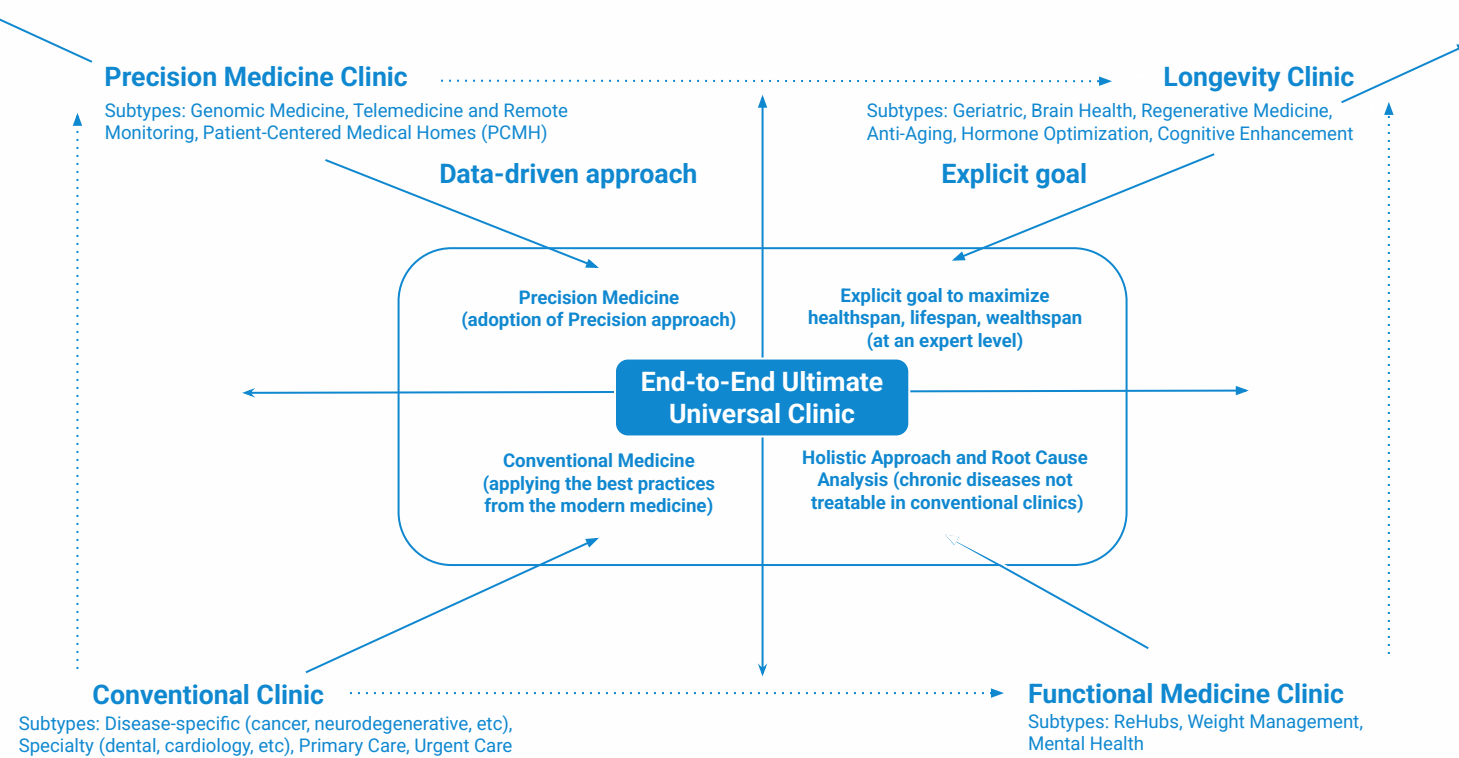 Precision Medicine Clinic
Subtypes: Genomic Medicine, Telemedicine and Remote
Monitoring, Patient-Centered Medical Homes (PCMH)
Longevity Clinic
Subtypes: Geriatric, Brain Health, Regenerative Medicine,
Anti-Aging, Hormone Optimization, Cognitive Enhancement
Data-driven approach
Explicit goal
Precision Medicine
(adoption of Precision approach)
Explicit goal to maximize
healthspan, lifespan, wealthspan
(at an expert level)
End-to-End Ultimate
Universal Clinic
Conventional Medicine
(applying the best practices
from the modern medicine)
Holistic Approach and Root Cause
Analysis (chronic diseases not
treatable in conventional clinics)
Conventional Clinic
Subtypes: Disease-specific (cancer, neurodegenerative, etc),
Specialty (dental, cardiology, etc), Primary Care, Urgent Care
Functional Medicine Clinic
Subtypes: ReHubs, Weight Management,
Mental Health